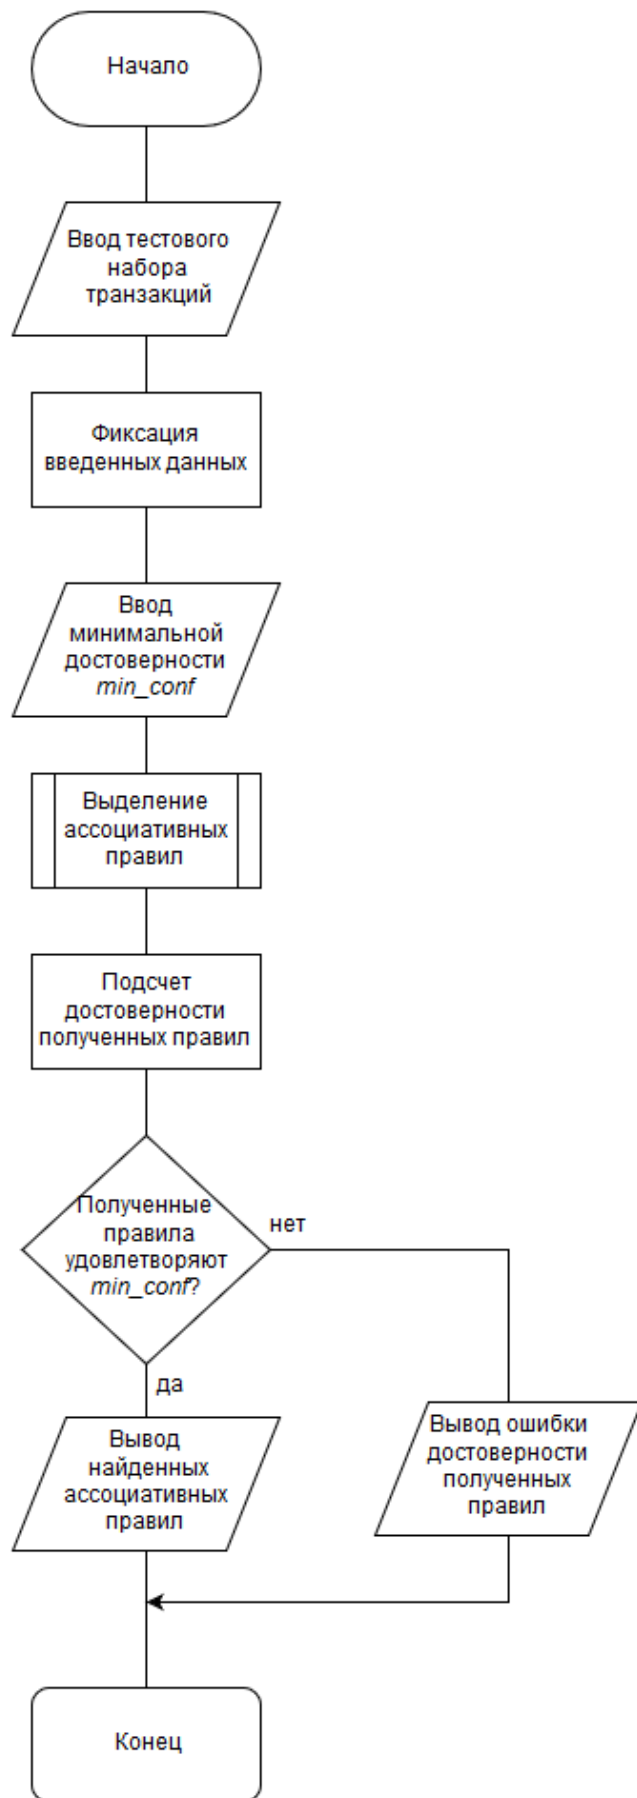 Начало
Ввод тестового
набора
транзакций
Фиксация
введенных данных
Ввод
минимальной
достоверности
min_conf
Выделение
ассоциативных
правил
Подсчет
достоверности
полученных правил
Полученные
правила
удовлетворяют
min_conf?
нет
да
Вывод
найденных
ассоциативных
правил
Вывод ошибки
достоверности
полученных
правил
Конец